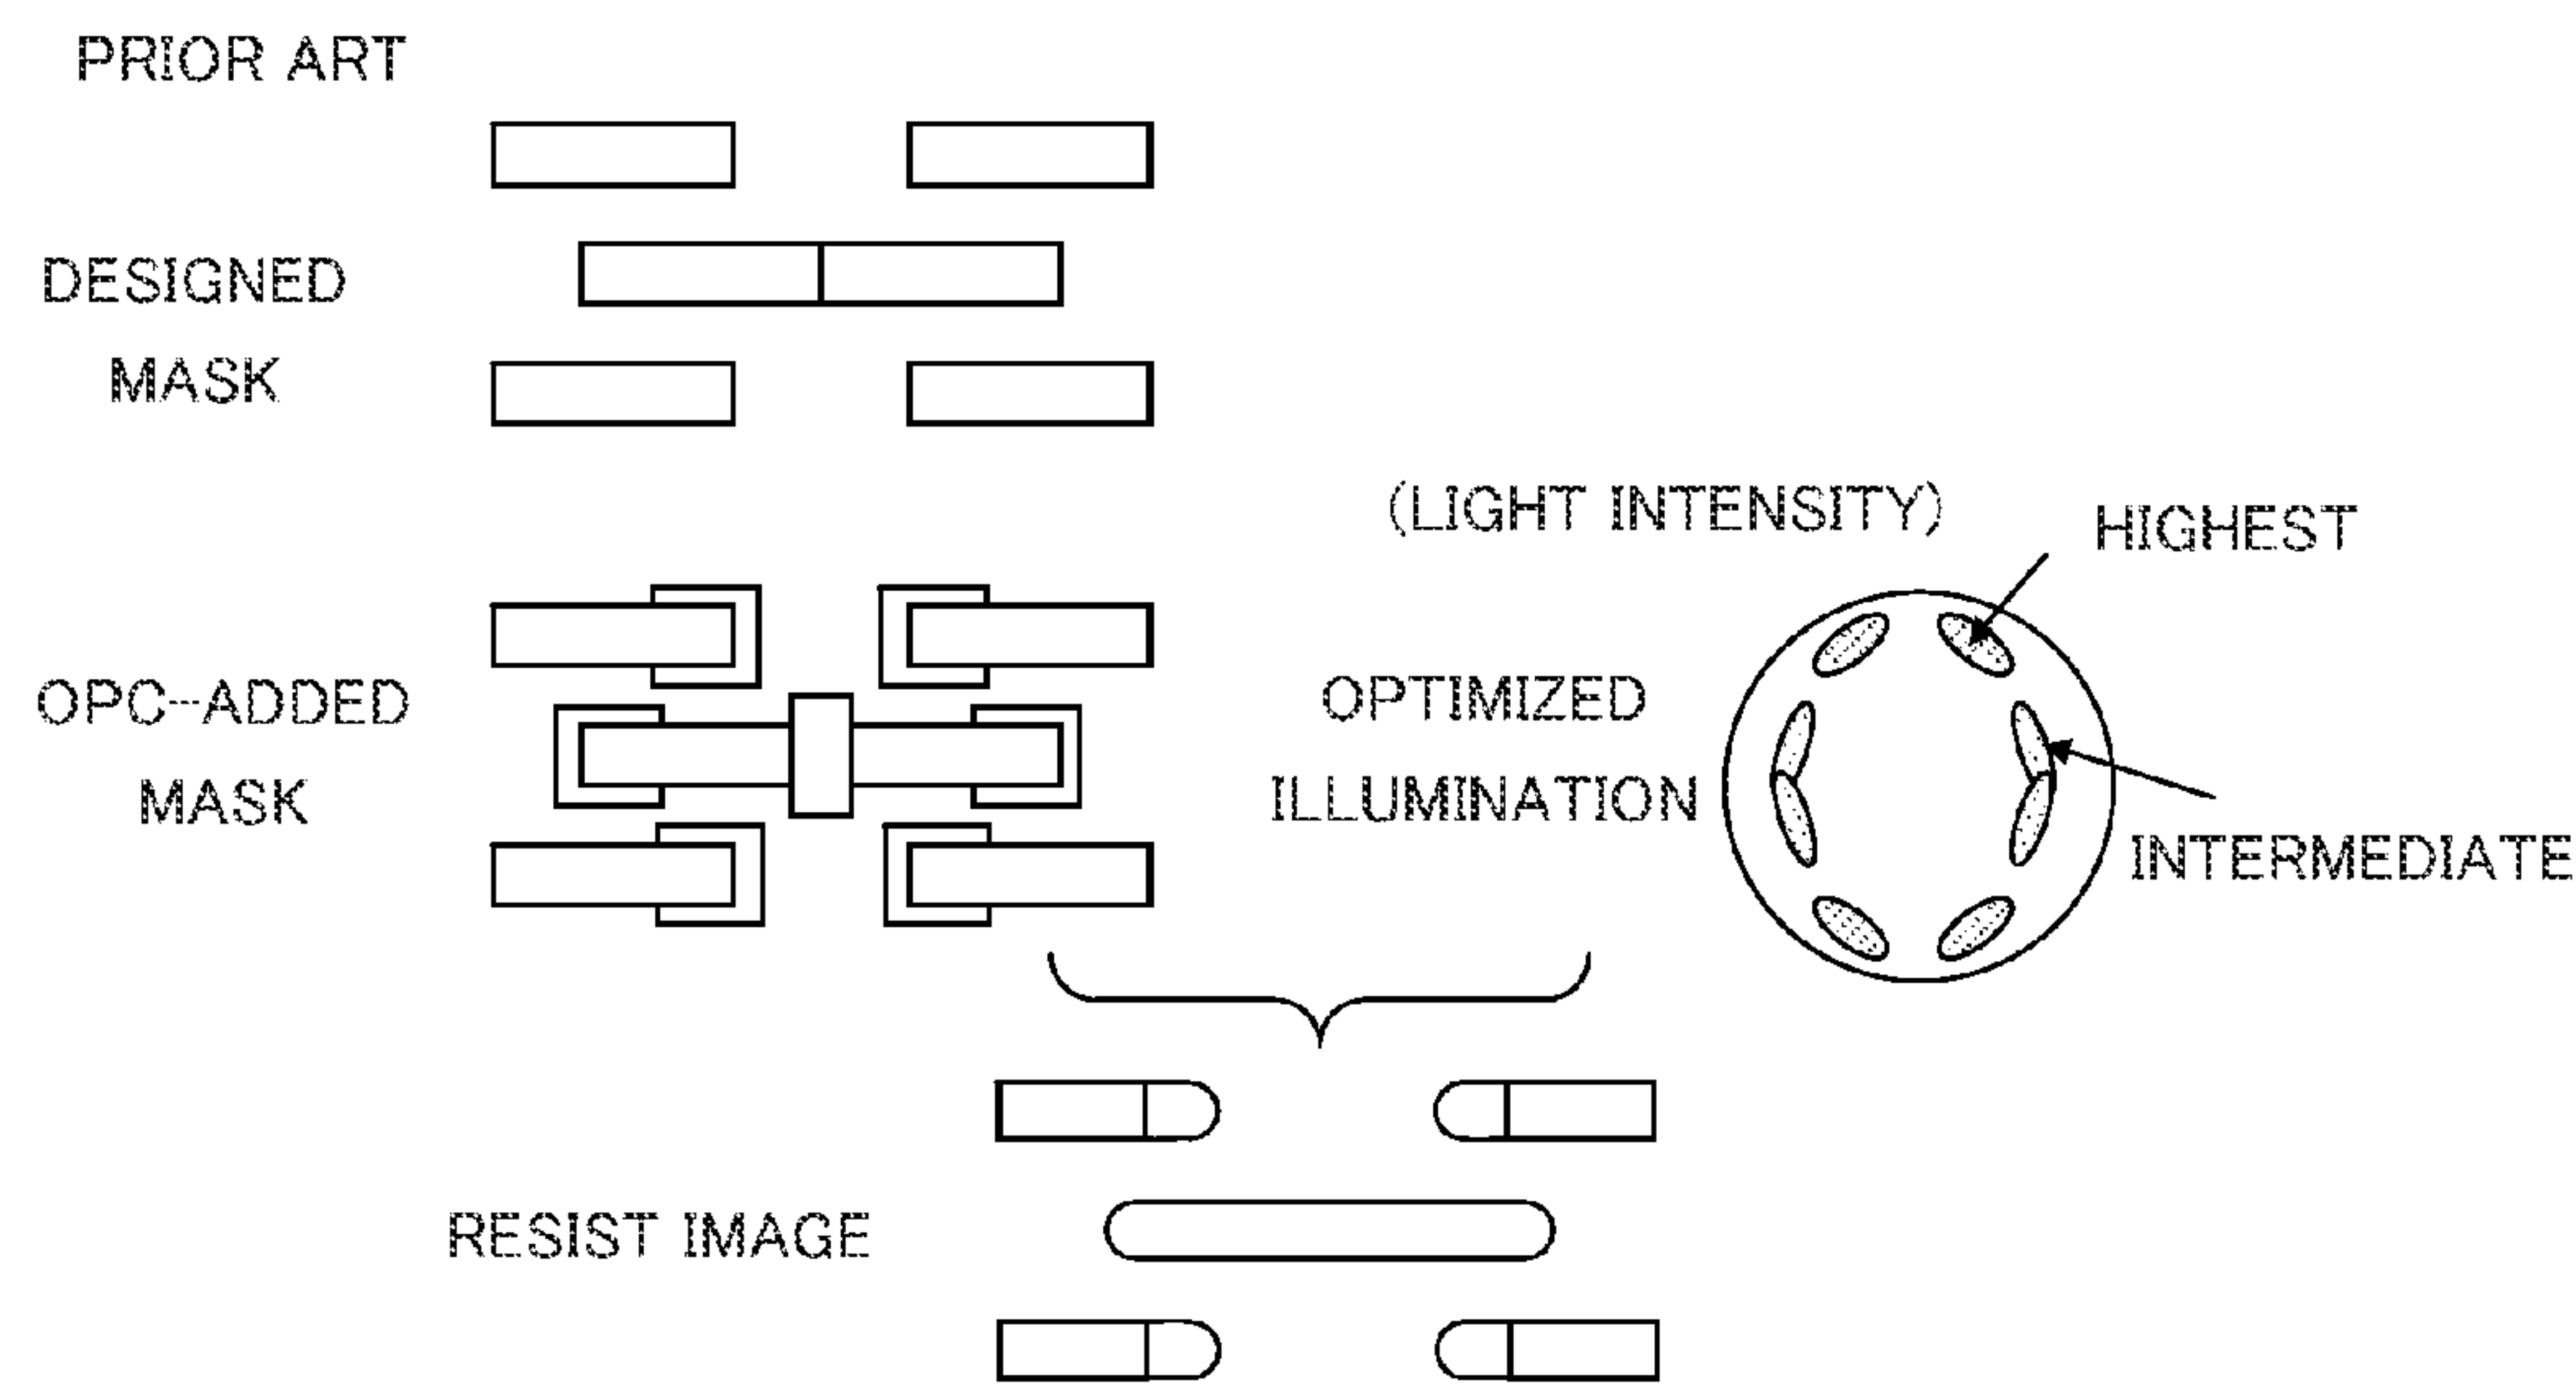 PRIOR ART
DESIGNED
MASK
(LIGHT INTENSITY)
HIGHEST
OPC--ADDED
MASK
OPTIMIZED
ILLUMINATION
INTERMEDIATE
RESIST IMAGE